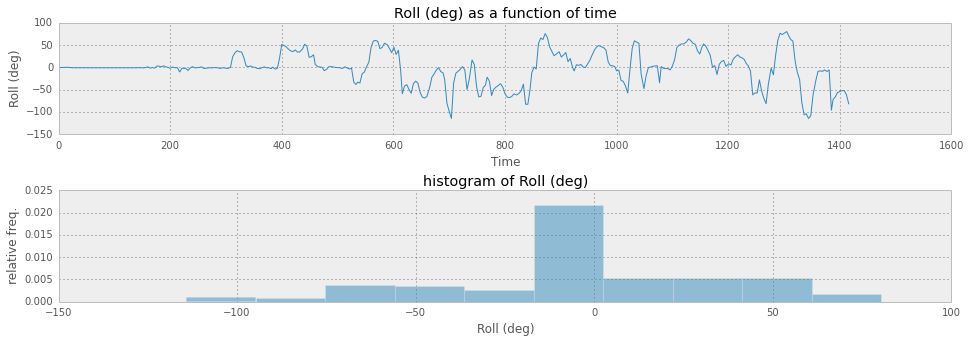 Roll (deg) as a function of time
100
50
0
−50
−100
−150
Roll (deg)
0 200 400 600 800 1000 1200 1400 1600
Time
histogram of Roll (deg)
0.025
0.020
0.015
0.010
0.005
0.000
relative freq.
−150 −100 −50 0 50 100
Roll (deg)